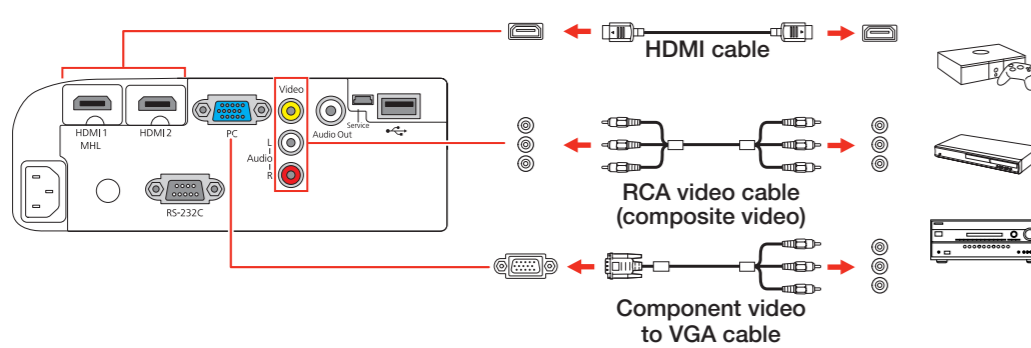 HDMI cable
Video
HDMI 1
MHL
HDMI 2
PC
L
Audio
R
Audio Out
Service
RS-232C
RCA video cable
(composite video)
Component video
to VGA cable